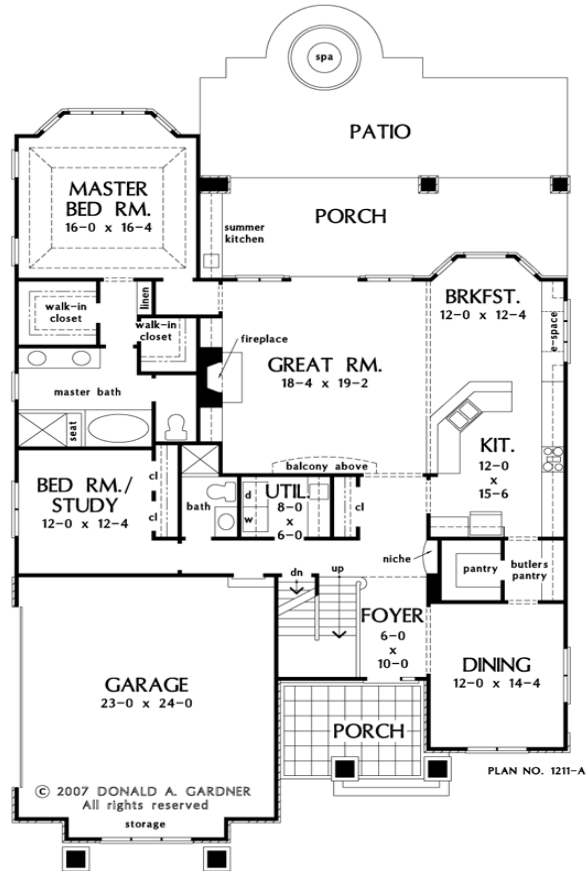 spa
PATIO
MASTER
BED RM.
16-0 x 16-4
PORCH
summer
kitchen
walk-in
closet
linen
walk-in
closet
BRKFST.
12-0 x 12-4
e-space
fireplace
GREAT RM.
18-4 x 19-2
master bath
seat
KIT.
12-0
x
15-6
balcony above
BED RM./
STUDY
12-0 x 12-4
cl
cl
bath
d
w
UTIL.
8-0
x
6-0
cl
niche
pantry
butlers
pantry
dn
up
FOYER
6-0
x
10-0
DINING
12-0 x 14-4
GARAGE
23-0 x 24-0
PORCH
PLAN NO. 1211-A
© 2007 DONALD A. GARDNER
All rights reserved
storage